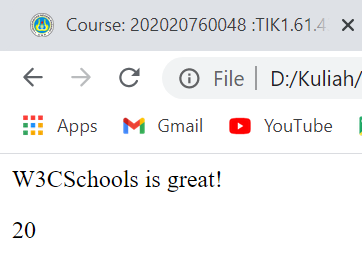 Course: 202020760048 :TIK1.61.4
File D:/Kuliah/
Apps Gmail YouTube
W3CSchools is great!
20